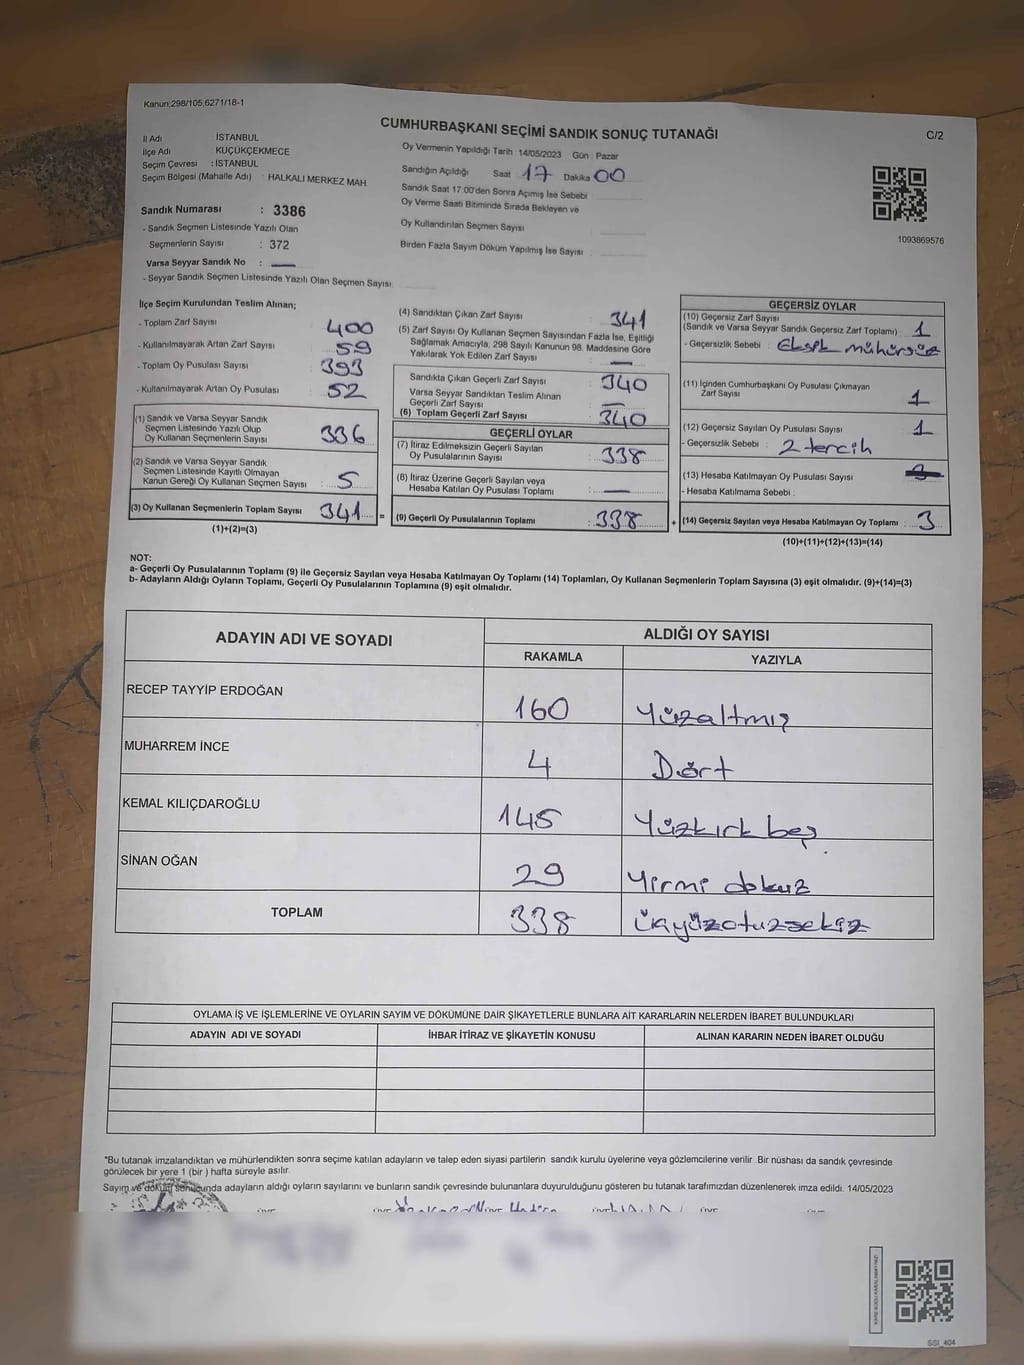 Kanun;298/105,6271/18-1
CUMHURBAŞKANI SEÇİMİ SANDIK SONUÇ TUTANAĞI
C/2
İl Adı İSTANBUL
İlçe Adı KÜÇÜKÇEKMECE
Seçim Çevresi : İSTANBUL
Seçim Bölgesi (Mahalle Adı) : HALKALI MERKEZ MAH.
Oy Vermenin Yapıldığı Tarih : 14/05/2023 Gün : Pazar
Sandığın Açıldığı Saat 17 Dakika 00
Sandık Saat 17:00'den Sonra Açılmış İse Sebebi
Oy Verme Saati Bitiminde Sırada Bekleyen ve
Oy Kullandırılan Seçmen Sayısı
Birden Fazla Sayım Döküm Yapılmış İse Sayısı :
1093869576
Sandık Numarası : 3386
- Sandık Seçmen Listesinde Yazılı Olan
Seçmenlerin Sayısı : 372
Varsa Seyyar Sandık No : —
- Seyyar Sandık Seçmen Listesinde Yazılı Olan Seçmen Sayısı :
İlçe Seçim Kurulundan Teslim Alınan;
- Toplam Zarf Sayısı 400
- Kullanılmayarak Artan Zarf Sayısı 59
- Toplam Oy Pusulası Sayısı 393
- Kullanılmayarak Artan Oy Pusulası 52
(1) Sandık ve Varsa Seyyar Sandık
Seçmen Listesinde Yazılı Olup
Oy Kullanan Seçmenlerin Sayısı 336
(2) Sandık ve Varsa Seyyar Sandık
Seçmen Listesinde Kayıtlı Olmayan
Kanun Gereği Oy Kullanan Seçmen Sayısı : 5
(3) Oy Kullanan Seçmenlerin Toplam Sayısı 341 =
(1)+(2)=(3)
(4) Sandıktan Çıkan Zarf Sayısı 341
(5) Zarf Sayısı Oy Kullanan Seçmen Sayısından Fazla İse, Eşitliği
Sağlamak Amacıyla, 298 Sayılı Kanunun 98. Maddesine Göre
Yakılarak Yok Edilen Zarf Sayısı : —
Sandıkta Çıkan Geçerli Zarf Sayısı : 340
Varsa Seyyar Sandıktan Teslim Alınan
Geçerli Zarf Sayısı : —
(6) Toplam Geçerli Zarf Sayısı : 340
GEÇERLİ OYLAR
(7) İtiraz Edilmeksizin Geçerli Sayılan
Oy Pusulalarının Sayısı : 338
(8) İtiraz Üzerine Geçerli Sayılan veya
Hesaba Katılan Oy Pusulası Toplamı : —
(9) Geçerli Oy Pusulalarının Toplamı : 338 +
GEÇERSİZ OYLAR
(10) Geçersiz Zarf Sayısı
(Sandık ve Varsa Seyyar Sandık Geçersiz Zarf Toplamı) : 1
- Geçersizlik Sebebi : Eksik mühürsüz
(11) İçinden Cumhurbaşkanı Oy Pusulası Çıkmayan
Zarf Sayısı 1
(12) Geçersiz Sayılan Oy Pusulası Sayısı : 1
- Geçersizlik Sebebi : 2 tercih
(13) Hesaba Katılmayan Oy Pusulası Sayısı
- Hesaba Katılmama Sebebi :
(14) Geçersiz Sayılan veya Hesaba Katılmayan Oy Toplamı : 3
(10)+(11)+(12)+(13)=(14)
NOT:
a- Geçerli Oy Pusulalarının Toplamı (9) ile Geçersiz Sayılan veya Hesaba Katılmayan Oy Toplamı (14) Toplamları, Oy Kullanan Seçmenlerin Toplam Sayısına (3) eşit olmalıdır. (9)+(14)=(3)
b- Adayların Aldığı Oyların Toplamı, Geçerli Oy Pusulalarının Toplamına (9) eşit olmalıdır.
ADAYIN ADI VE SOYADI ALDIĞI OY SAYISI
RAKAMLA YAZIYLA
RECEP TAYYİP ERDOĞAN 160 Yüzaltmış
MUHARREM İNCE 4 Dört
KEMAL KILIÇDAROĞLU 145 Yüzkırk beş
SİNAN OĞAN 29 Yirmi dokuz
TOPLAM 338 üçyüzotuzsekiz
OYLAMA İŞ VE İŞLEMLERİNE VE OYLARIN SAYIM VE DÖKÜMÜNE DAİR ŞİKAYETLERLE BUNLARA AİT KARARLARIN NELERDEN İBARET BULUNDUKLARI
ADAYIN ADI VE SOYADI İHBAR İTİRAZ VE ŞİKAYETİN KONUSU ALINAN KARARIN NEDEN İBARET OLDUĞU
*Bu tutanak imzalandıktan ve mühürlendikten sonra seçime katılan adayların ve talep eden siyasi partilerin sandık kurulu üyelerine veya gözlemcilerine verilir. Bir nüshası da sandık çevresinde
görülecek bir yere 1 (bir ) hafta süreyle asılır.
Sayım ve dökülü sonucunda adayların aldığı oyların sayılarını ve bunların sandık çevresinde bulunanlara duyurulduğunu gösteren bu tutanak tarafımızdan düzenlenerek imza edildi. 14/05/2023
SSI_404